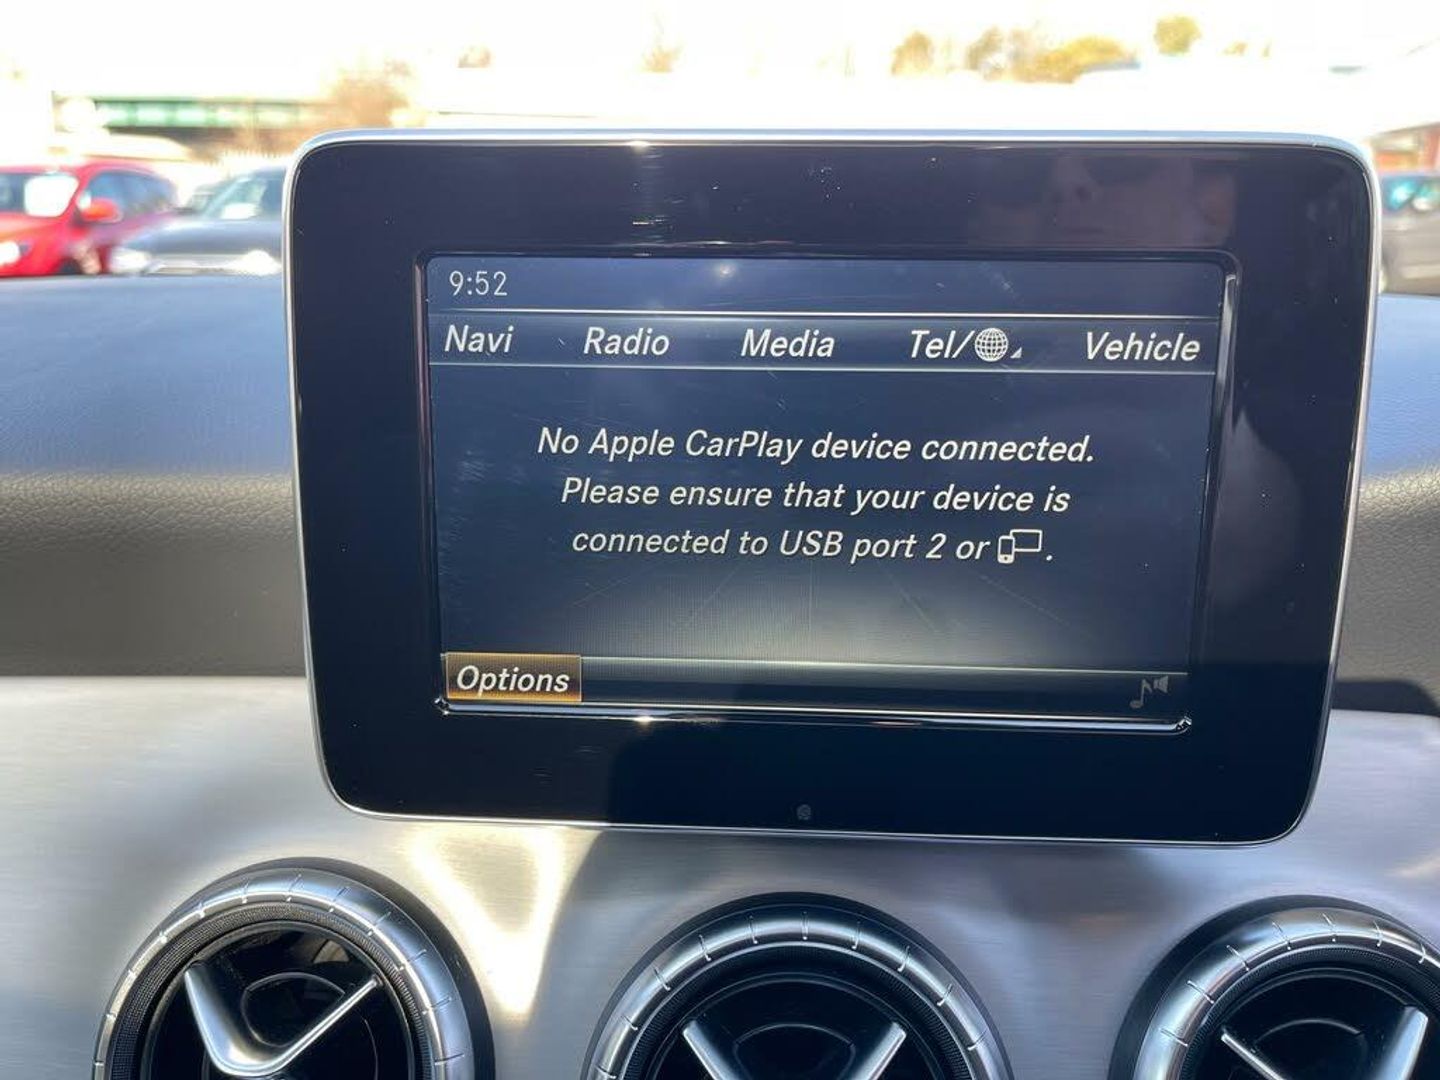 9:52
Navi Radio Media Tel/ Vehicle
No Apple CarPlay device connected.
Please ensure that your device is
connected to USB port 2 or .
Options